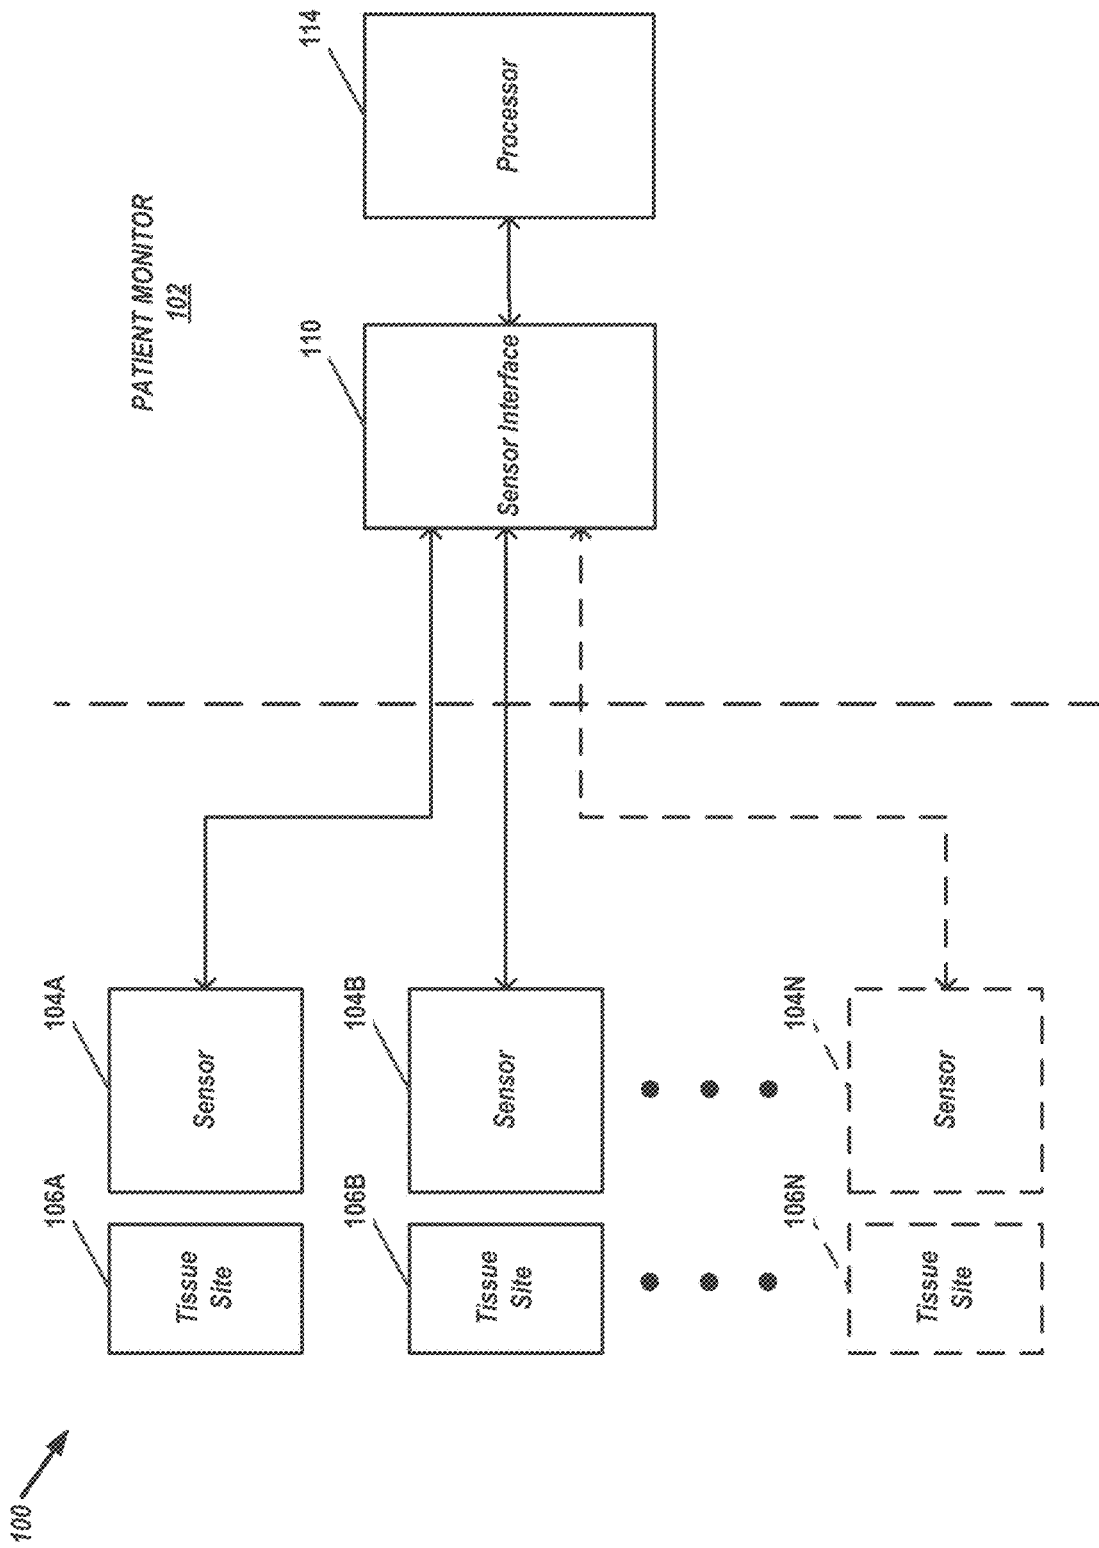 100
106A
Tissue
Site
104A
Sensor
106B
Tissue
Site
104B
Sensor
106N
Tissue
Site
104N
Sensor
PATIENT MONITOR
102
110
Sensor Interface
114
Processor